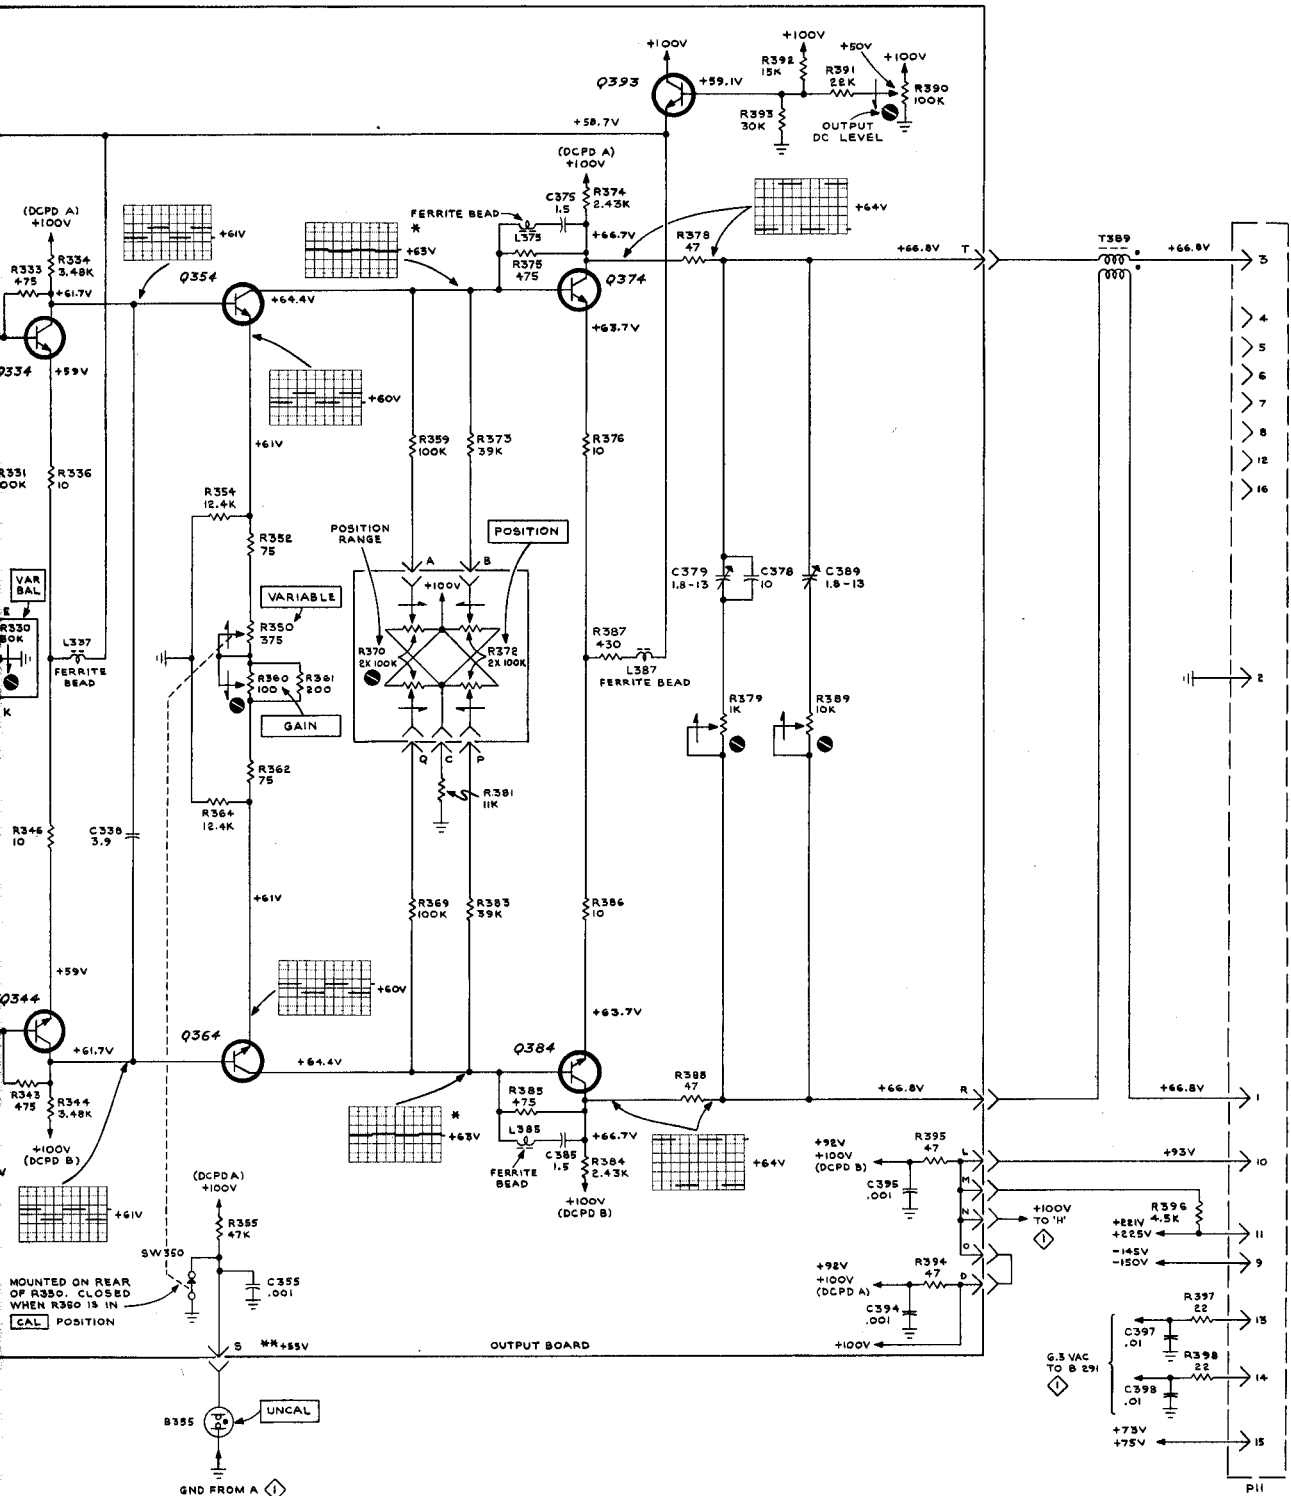 +100V
Q393
+59.1V
+100V
R392
15K
+50V
R391
22K
+100V
R390
100K
R393
30K
OUTPUT
DC LEVEL
+58.7V
(DCPD A)
+100V
C375
1.5
R374
2.43K
FERRITE BEAD
L375
+66.7V
R375
475
*
+63V
R378
47
+64V
+66.8V
T
T389
+66.8V
3
(DCPD A)
+100V
R334
3.48K
R333
475
+61.7V
+61V
Q354
+64.4V
Q374
+63.7V
4
5
6
7
8
12
16
Q334
+59V
+60V
+61V
R336
10
R354
12.4K
R352
75
R359
100K
R373
39K
R376
10
POSITION
RANGE
POSITION
A
B
+100V
C379
1.8-13
C378
10
C389
1.8-13
VAR
BAL
E
R330
L337
FERRITE
BEAD
K
VARIABLE
R350
375
R360
100
R361
200
GAIN
R370
2X 100K
R372
2X 100K
R387
430
L387
FERRITE BEAD
2
R379
1K
R389
10K
R362
75
R364
12.4K
Q
C
P
R381
11K
R346
10
C338
3.9
+61V
R369
100K
R383
39K
R386
10
+59V
Q344
+60V
+63.7V
Q364
+61.7V
+64.4V
Q384
R343
475
R344
3.48K
+100V
(DCPD B)
R388
47
+66.8V
R
+66.8V
1
R385
475
*
+63V
L385
FERRITE
BEAD
C385
1.5
+66.7V
R384
2.43K
+100V
(DCPD B)
+64V
+92V
+100V
(DCPD B)
R395
47
C395
.001
L
M
N
O
D
+93V
10
+100V
TO 'H'
1
R396
4.5K
+221V
+225V
11
-145V
-150V
9
+61V
(DCPD A)
+100V
R355
47K
SW350
C355
.001
MOUNTED ON REAR
OF R350. CLOSED
WHEN R350 IS IN
CAL POSITION
+92V
+100V
(DCPD A)
R394
47
C394
.001
+100V
S
** +55V
OUTPUT BOARD
R397
22
13
C397
.01
6.3 VAC
TO B 291
1
R398
22
14
C398
.01
+73V
+75V
15
B355
UNCAL
GND FROM A 1
P11